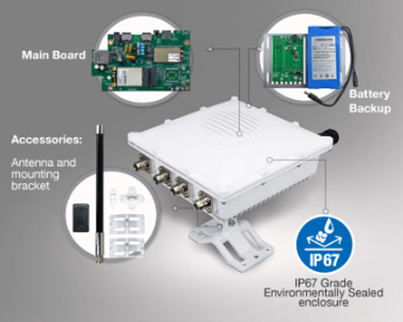 Main Board
Battery
Backup
Accessories:
Antenna and
mounting
bracket
IP67
IP67 Grade
Environmentally Sealed
enclosure